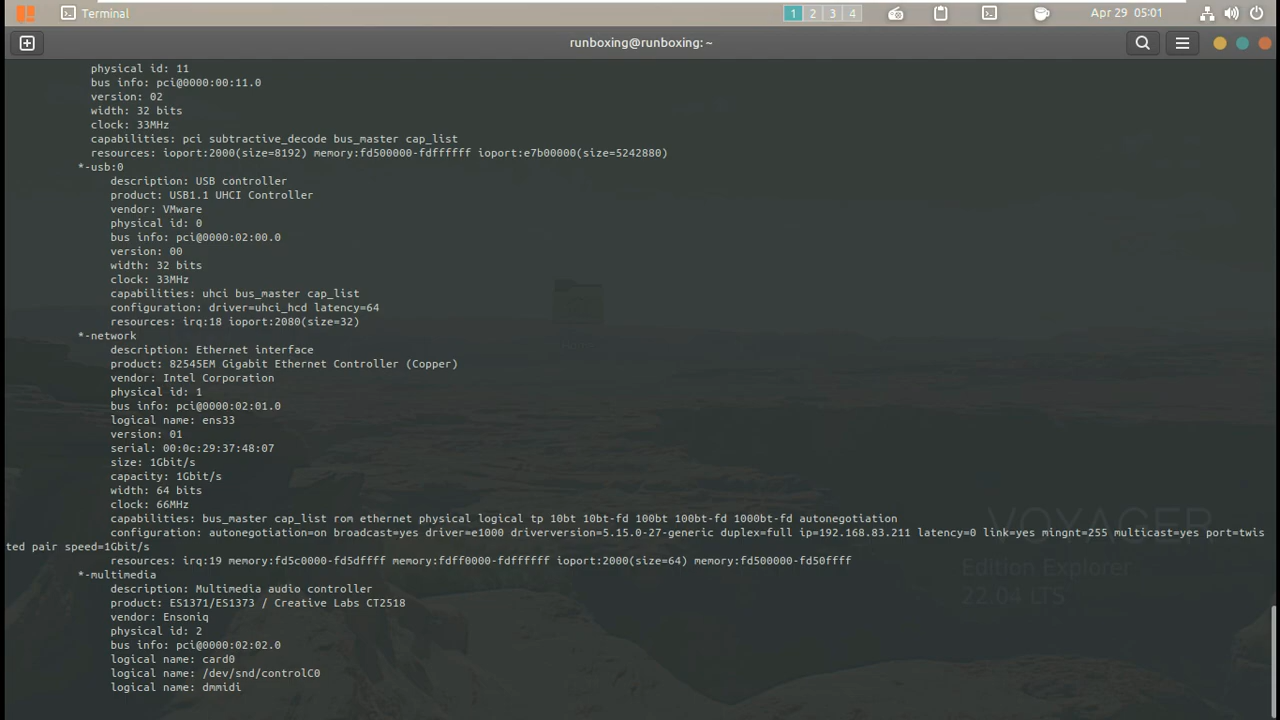 Terminal
1 2 3 4
Apr 29 05:01
runboxing@runboxing: ~
physical id: 11
bus info: pci@0000:00:11.0
version: 02
width: 32 bits
clock: 33MHz
capabilities: pci subtractive_decode bus_master cap_list
resources: ioport:2000(size=8192) memory:fd500000-fdffffff ioport:e7b00000(size=5242880)
*-usb:0
description: USB controller
product: USB1.1 UHCI Controller
vendor: VMware
physical id: 0
bus info: pci@0000:02:00.0
version: 00
width: 32 bits
clock: 33MHz
capabilities: uhci bus_master cap_list
configuration: driver=uhci_hcd latency=64
resources: irq:18 ioport:2080(size=32)
*-network
description: Ethernet interface
product: 82545EM Gigabit Ethernet Controller (Copper)
vendor: Intel Corporation
physical id: 1
bus info: pci@0000:02:01.0
logical name: ens33
version: 01
serial: 00:0c:29:37:48:07
size: 1Gbit/s
capacity: 1Gbit/s
width: 64 bits
clock: 66MHz
capabilities: bus_master cap_list rom ethernet physical logical tp 10bt 10bt-fd 100bt 100bt-fd 1000bt-fd autonegotiation
configuration: autonegotiation=on broadcast=yes driver=e1000 driverversion=5.15.0-27-generic duplex=full ip=192.168.83.211 latency=0 link=yes mingnt=255 multicast=yes port=twis
ted pair speed=1Gbit/s
resources: irq:19 memory:fd5c0000-fd5dffff memory:fdff0000-fdffffff ioport:2000(size=64) memory:fd500000-fd50ffff
*-multimedia
description: Multimedia audio controller
product: ES1371/ES1373 / Creative Labs CT2518
vendor: Ensoniq
physical id: 2
bus info: pci@0000:02:02.0
logical name: card0
logical name: /dev/snd/controlC0
logical name: dmmidi
VOYAGER
Edition Explorer
22.04 LTS